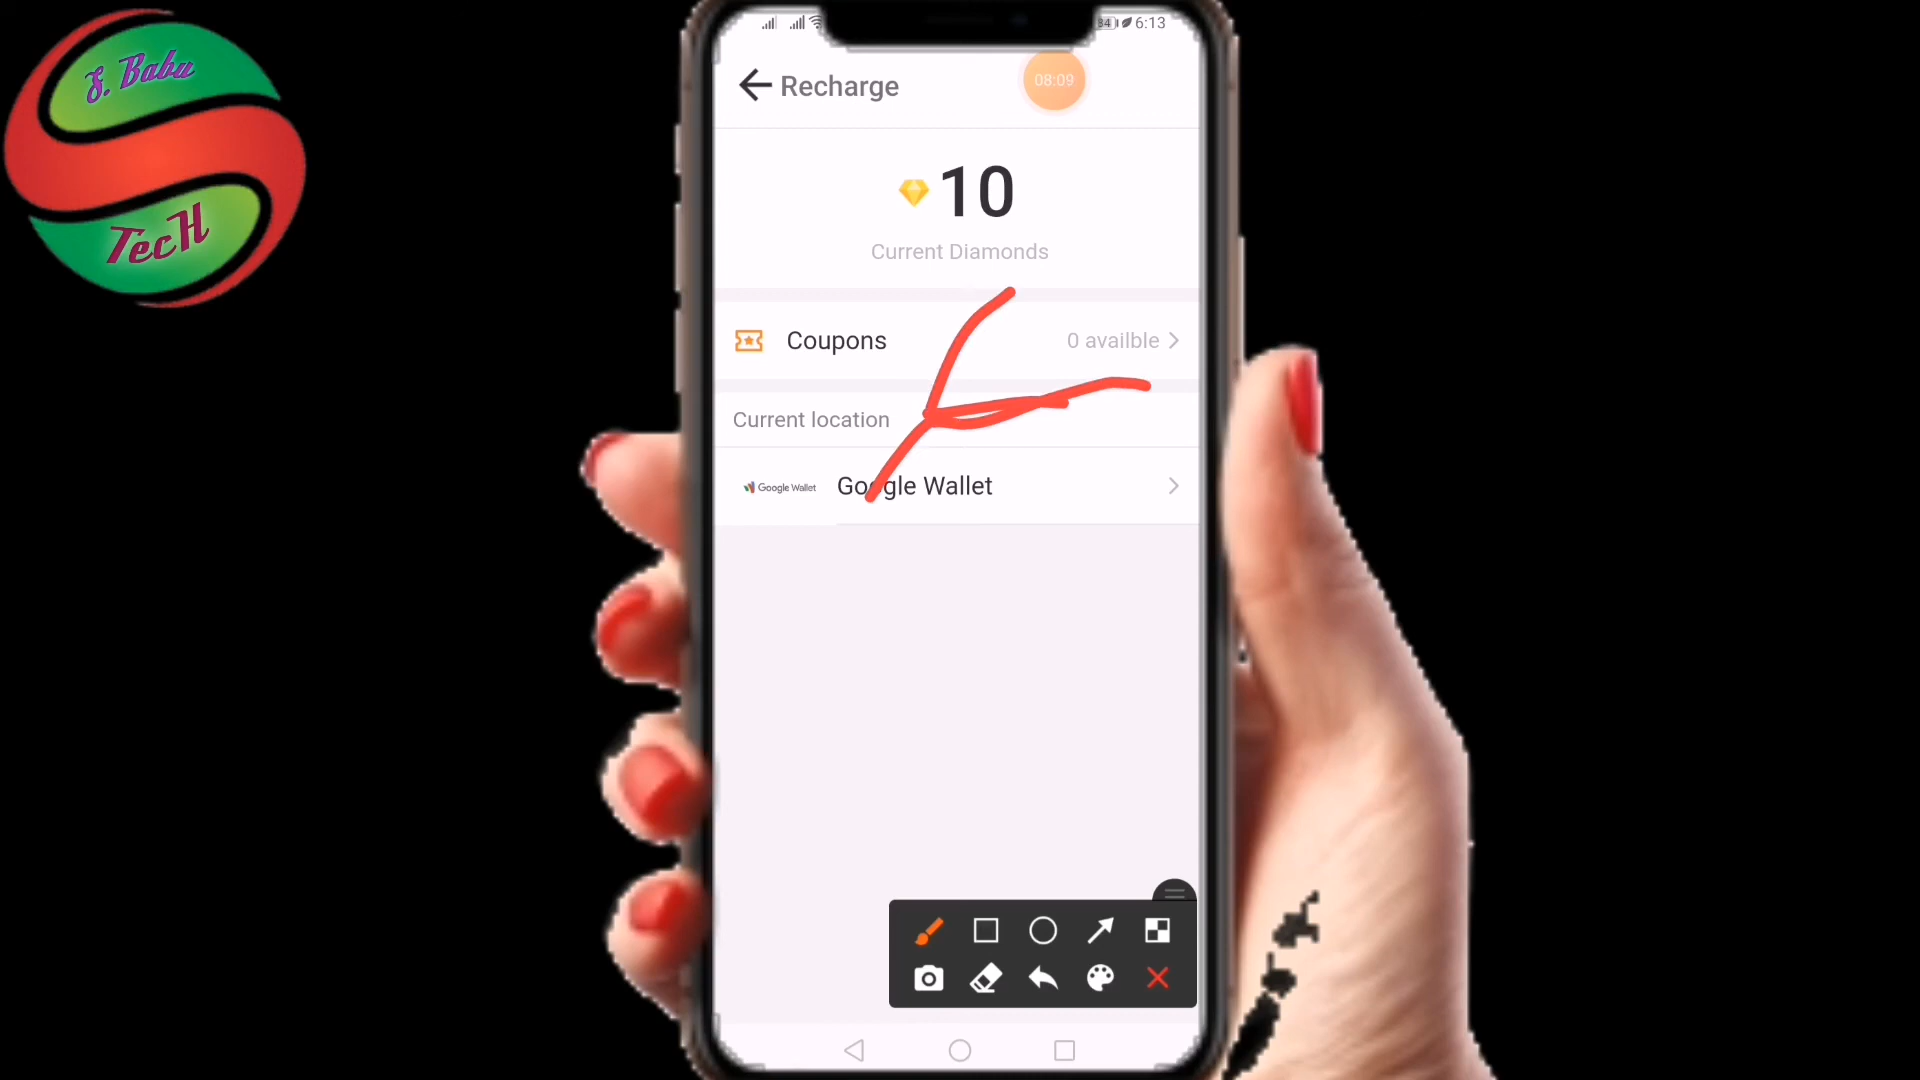 S. Babu
TecH
84 6:13
Recharge
08:09
10
Current Diamonds
Coupons
0 availble
Current location
Google Wallet Google Wallet